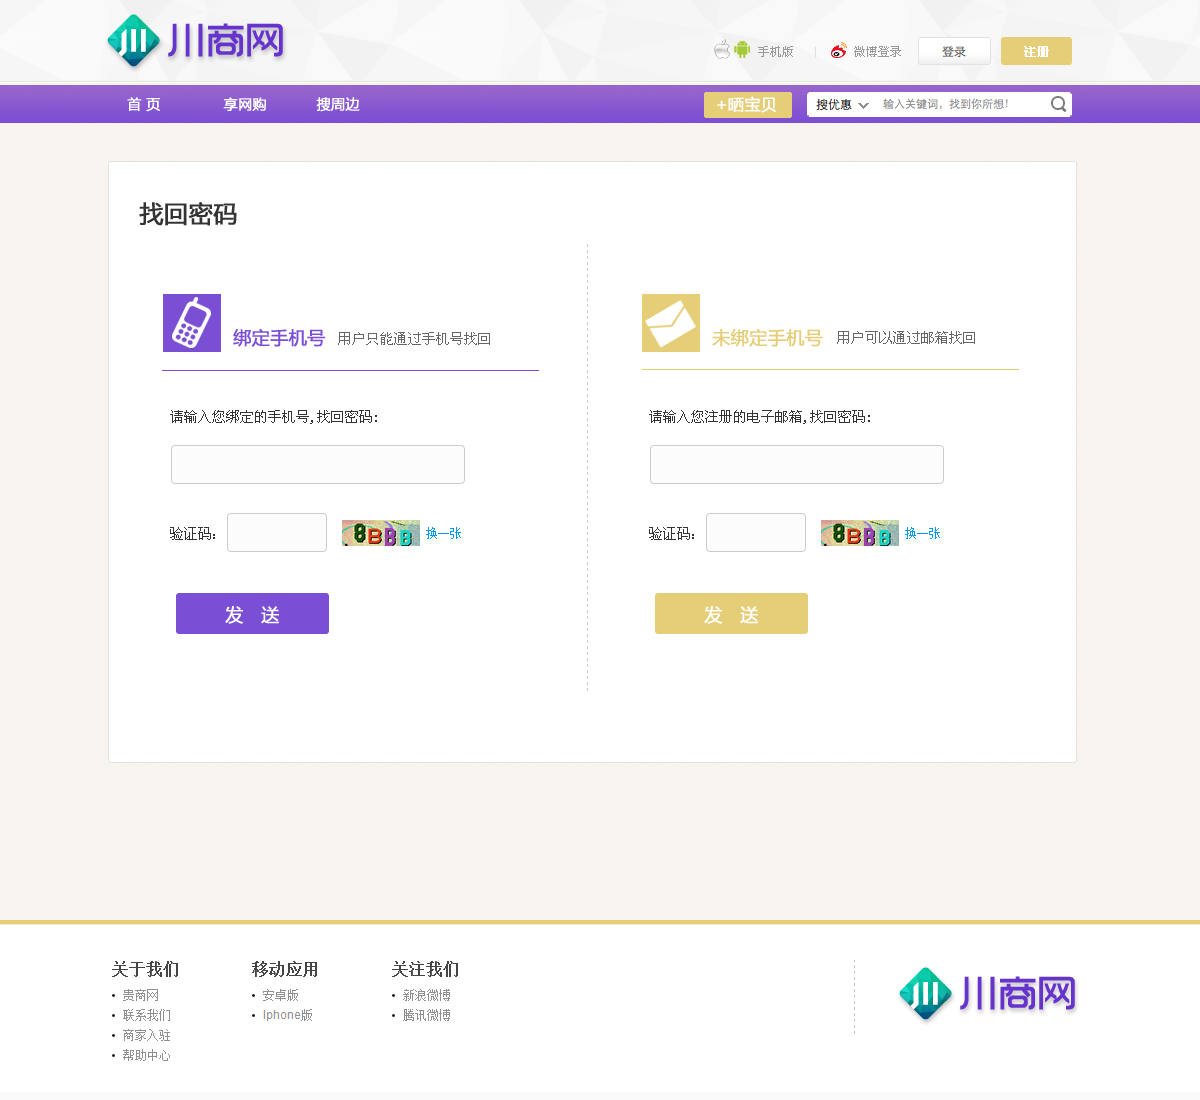 川商网
手机版 | 微博登录 登录 注册
首 页 享网购 搜周边 +晒宝贝 搜优惠 输入关键词，找到你所想！
找回密码
绑定手机号 用户只能通过手机号找回
请输入您绑定的手机号,找回密码：
验证码： 8BBB 换一张
发 送
未绑定手机号 用户可以通过邮箱找回
请输入您注册的电子邮箱,找回密码：
验证码： 8BBB 换一张
发 送
关于我们
• 贵商网
• 联系我们
• 商家入驻
• 帮助中心
移动应用
• 安卓版
• Iphone版
关注我们
• 新浪微博
• 腾讯微博
川商网